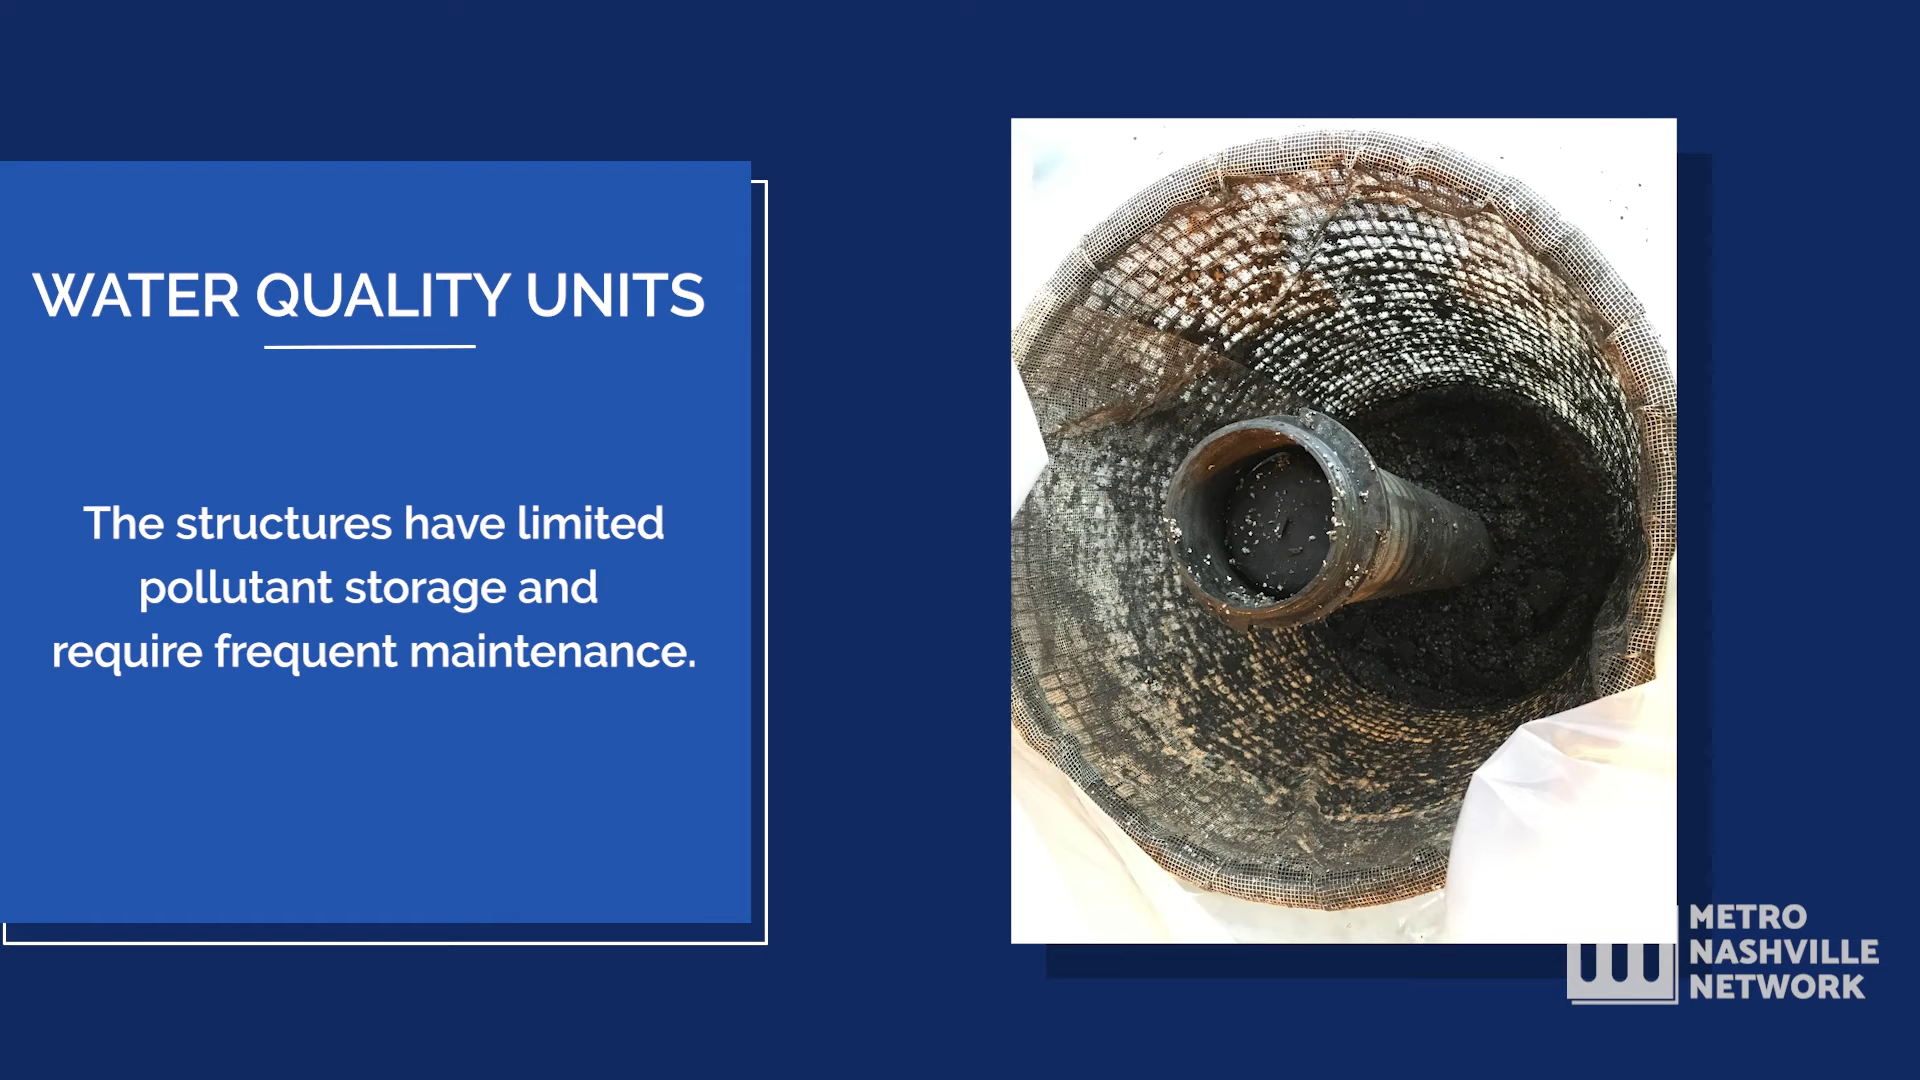 WATER QUALITY UNITS
The structures have limited
pollutant storage and
require frequent maintenance.
METRO
NASHVILLE
NETWORK